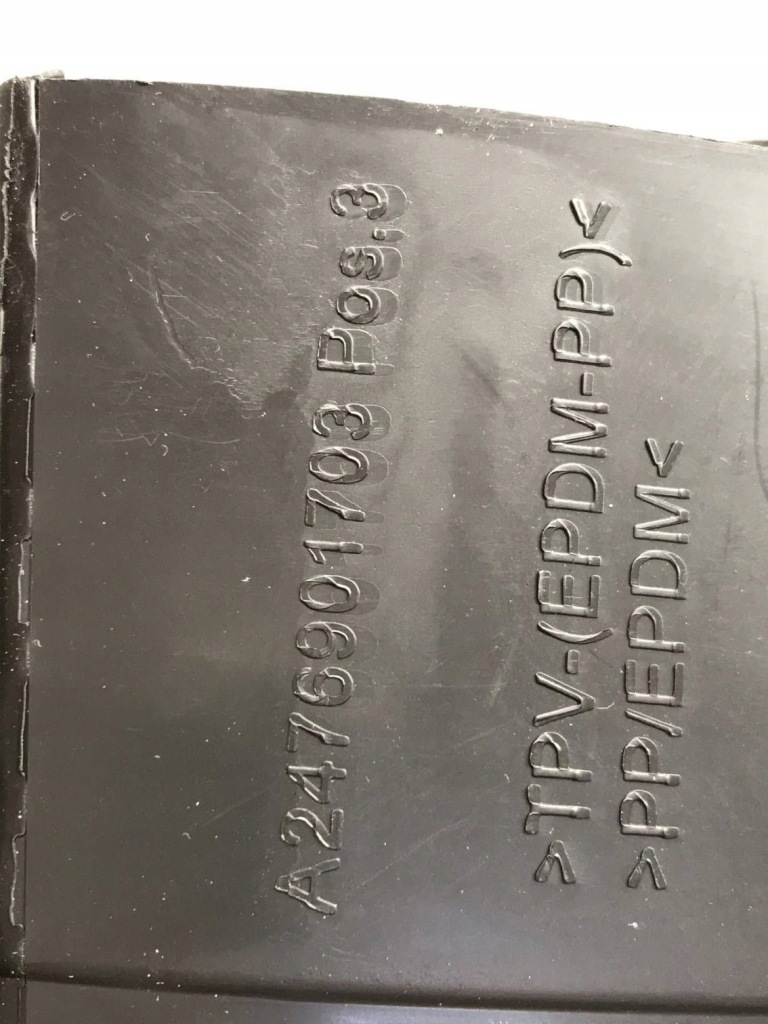 A2476901703 Pos.3
>TPV-(EPDM-PP)<
>PP/EPDM<